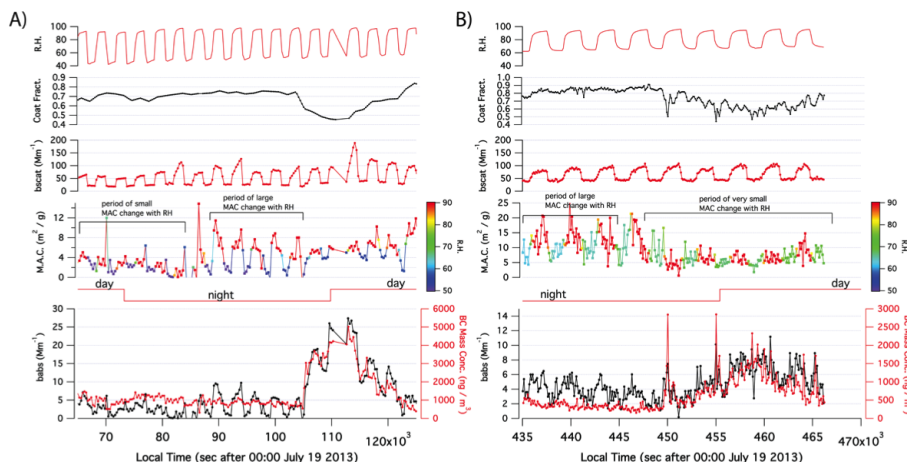 A)
R.H.
100
80
60
40
Coat Fract.
0.9
0.8
0.7
0.6
0.5
0.4
bscat (Mm⁻¹)
200
150
100
50
0
M.A.C. (m² / g)
12
8
4
0
period of small
MAC change with RH
period of large
MAC change with RH
90
80
70
60
50
R.H.
day
night
day
babs (Mm⁻¹)
30
25
20
15
10
5
0
6000
5000
4000
3000
2000
1000
0
BC Mass Conc. (ng / m³)
70
80
90
100
110
120x10³
Local Time (sec after 00:00 July 19 2013)
B)
R.H.
100
80
60
40
Coat Fract.
1.0
0.9
0.8
0.7
0.6
0.5
0.4
bscat (Mm⁻¹)
200
150
100
50
0
M.A.C. (m² / g)
25
20
15
10
5
0
period of large
MAC change with RH
period of very small
MAC change with RH
90
80
70
60
50
R.H.
night
day
babs (Mm⁻¹)
14
12
10
8
6
4
2
0
3000
2500
2000
1500
1000
500
0
435
440
445
450
455
460
465
470x10³
Local Time (sec after 00:00 July 19 2013)